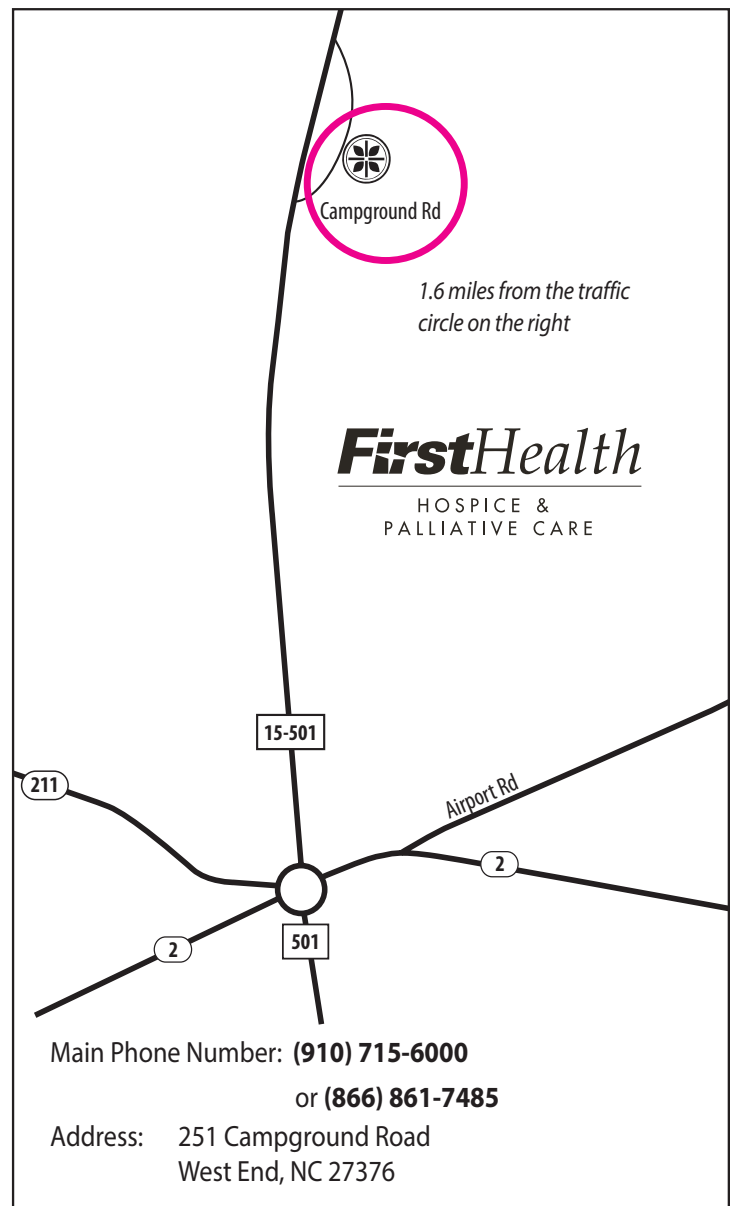 Campground Rd
1.6 miles from the traffic
circle on the right
FirstHealth
HOSPICE &
PALLIATIVE CARE
15-501
211
Airport Rd
2
2
501
Main Phone Number: (910) 715-6000
or (866) 861-7485
Address: 251 Campground Road
West End, NC 27376